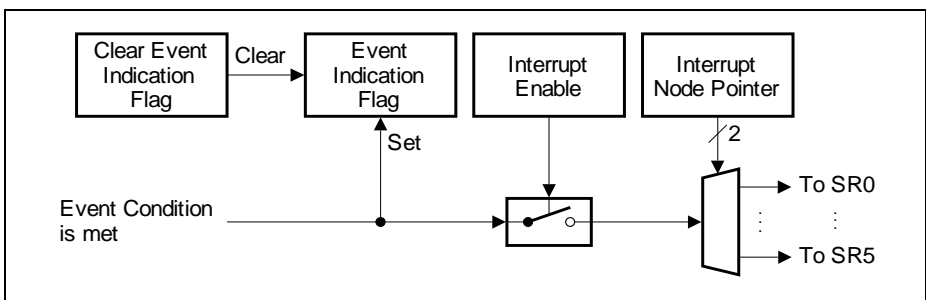 Clear Event
Indication
Flag
Clear
Event
Indication
Flag
Interrupt
Enable
Interrupt
Node Pointer
2
Set
Event Condition
is met
To SR0
To SR5